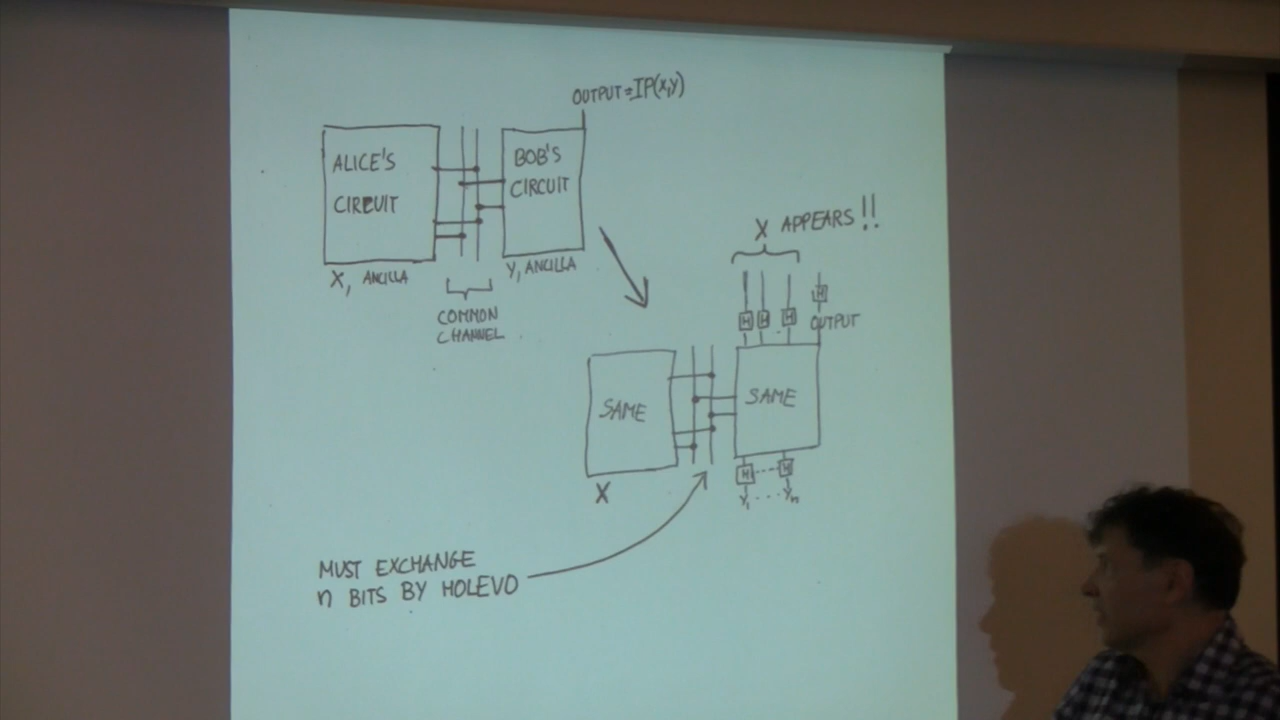 OUTPUT = IP(X,Y)
ALICE'S
CIRCUIT
BOB'S
CIRCUIT
X, ANCILLA
Y, ANCILLA
COMMON
CHANNEL
X APPEARS!!
H H H H
OUTPUT
SAME
SAME
X
H H
Y₁ .... Yₙ
MUST EXCHANGE
n BITS BY HOLEVO